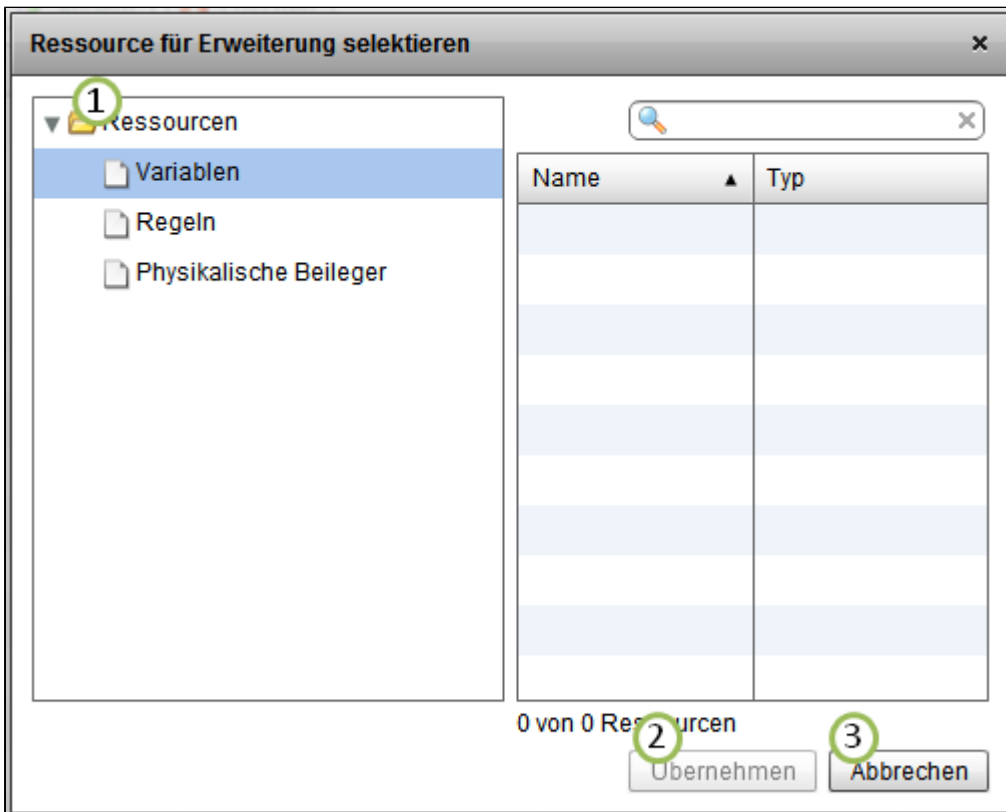 Ressource für Erweiterung selektieren
1
Ressourcen
Variablen
Regeln
Physikalische Beileger
Name Typ
0 von 0 Ressourcen
2 3
Übernehmen Abbrechen